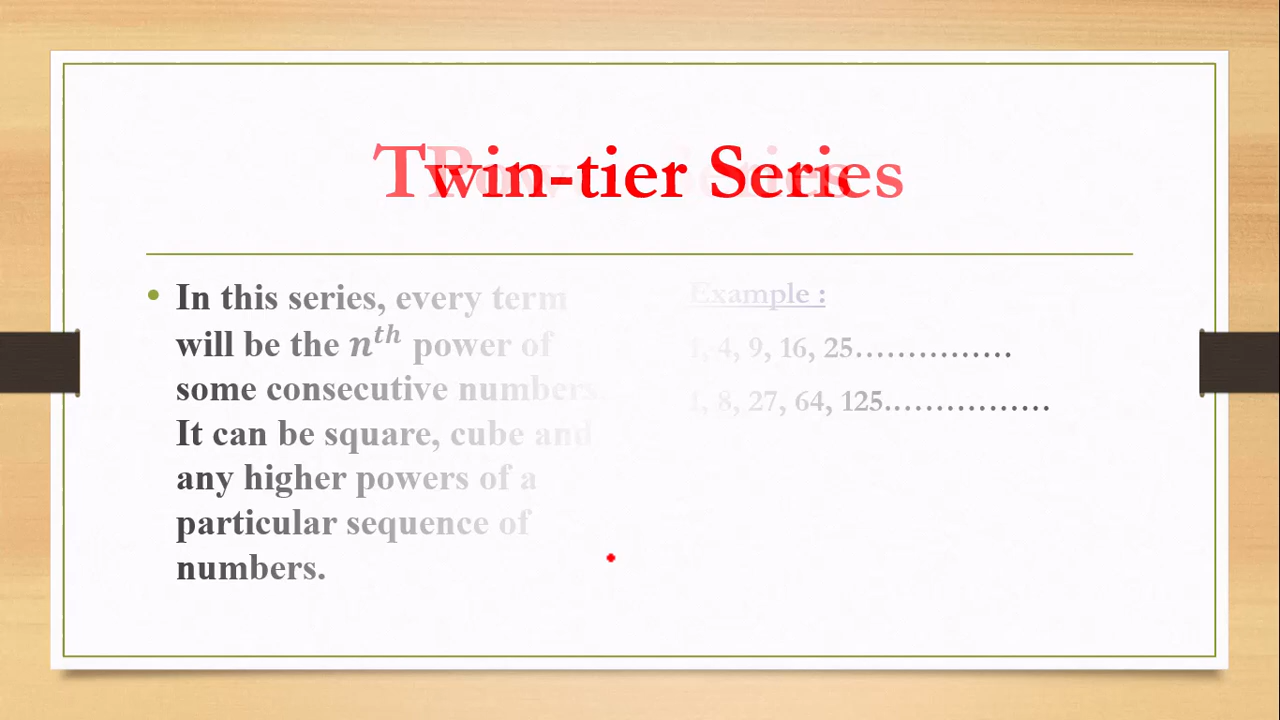 Twin-tier Series
Power Series
In this series, every term
will be the nᵗʰ power of
some consecutive numbers.
It can be square, cube and
any higher powers of a
particular sequence of
numbers.
Example :
1, 4, 9, 16, 25...............
1, 8, 27, 64, 125................